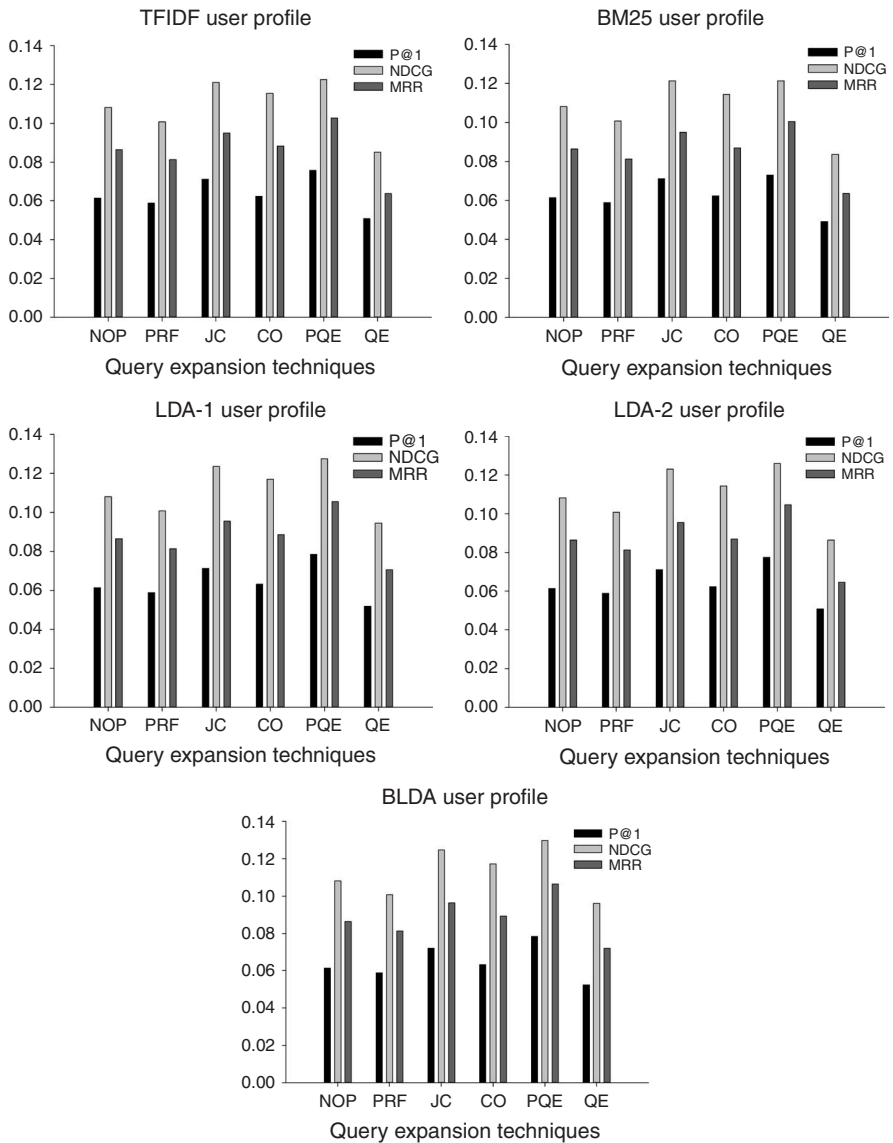 TFIDF user profile
P@1
NDCG
MRR
0.14
0.12
0.10
0.08
0.06
0.04
0.02
0.00
NOP PRF JC CO PQE QE
Query expansion techniques
BM25 user profile
P@1
NDCG
MRR
0.14
0.12
0.10
0.08
0.06
0.04
0.02
0.00
NOP PRF JC CO PQE QE
Query expansion techniques
LDA-1 user profile
P@1
NDCG
MRR
0.14
0.12
0.10
0.08
0.06
0.04
0.02
0.00
NOP PRF JC CO PQE QE
Query expansion techniques
LDA-2 user profile
P@1
NDCG
MRR
0.14
0.12
0.10
0.08
0.06
0.04
0.02
0.00
NOP PRF JC CO PQE QE
Query expansion techniques
BLDA user profile
P@1
NDCG
MRR
0.14
0.12
0.10
0.08
0.06
0.04
0.02
0.00
NOP PRF JC CO PQE QE
Query expansion techniques